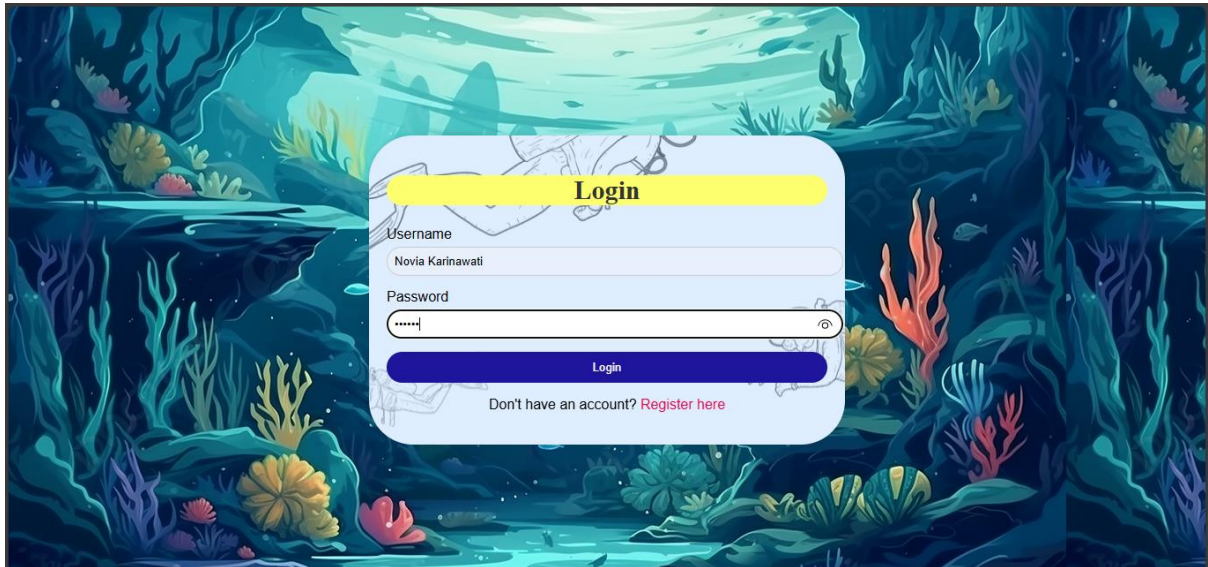 Login
Username
Novia Karinawati
Password
••••••
Login
Don't have an account? Register here